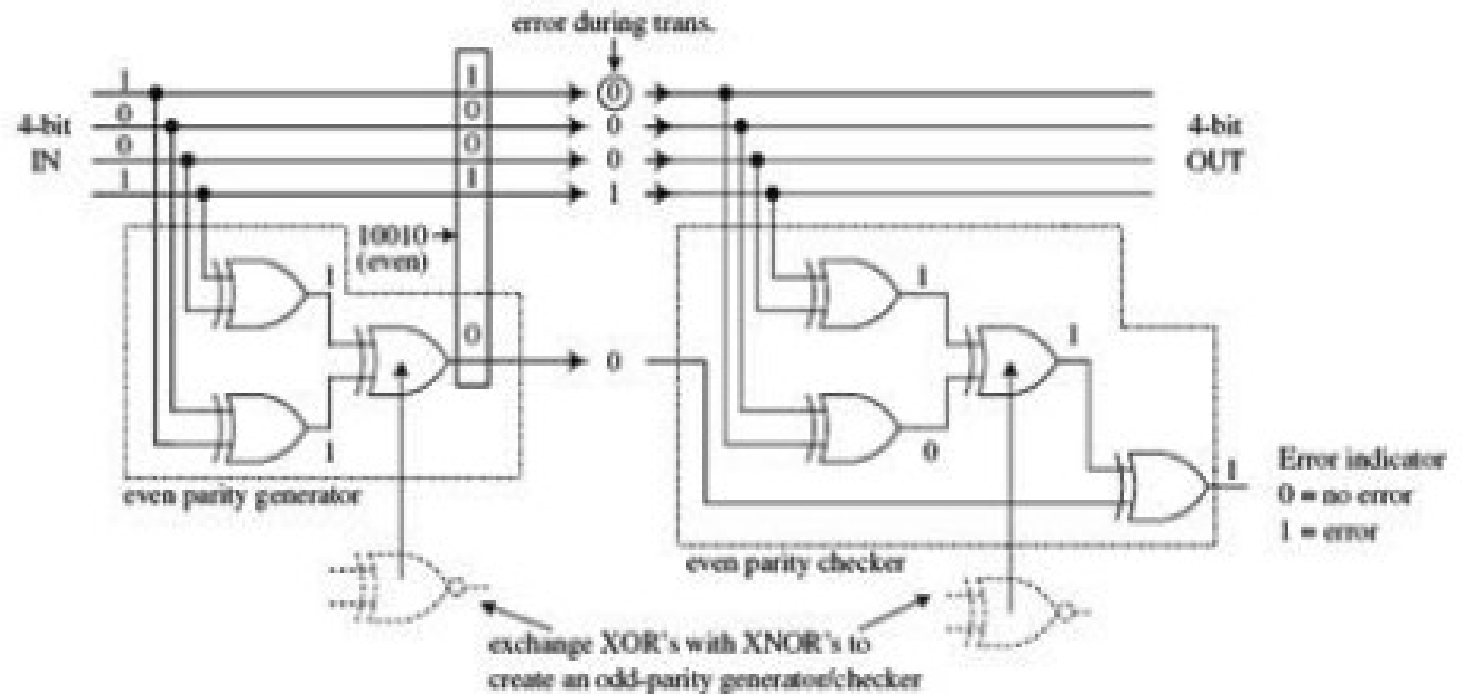 error during trans.
1 1 0
4-bit 0 0 0 4-bit
IN 0 0 0 OUT
1 1 1
10010
(even)
1 1
0 1
0
1 0
1 Error indicator
0 = no error
1 = error
even parity generator
even parity checker
exchange XOR's with XNOR's to
create an odd-parity generator/checker